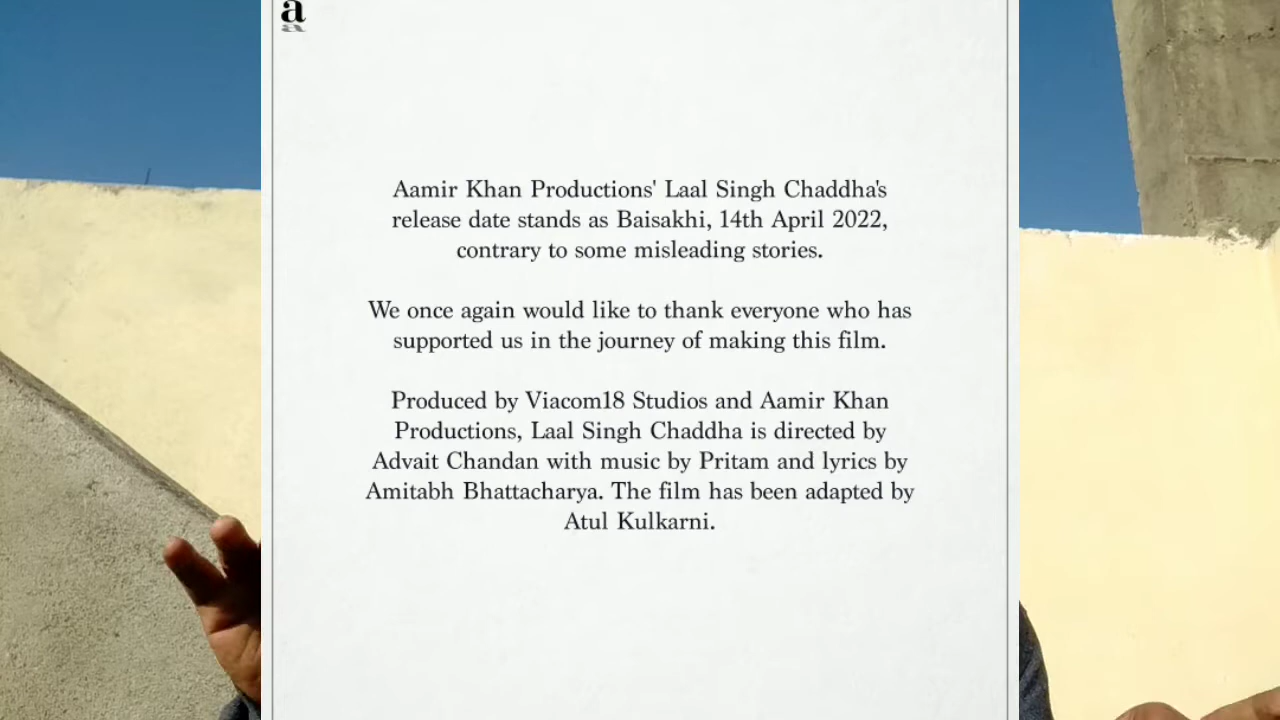 a
Aamir Khan Productions' Laal Singh Chaddha's
release date stands as Baisakhi, 14th April 2022,
contrary to some misleading stories.
We once again would like to thank everyone who has
supported us in the journey of making this film.
Produced by Viacom18 Studios and Aamir Khan
Productions, Laal Singh Chaddha is directed by
Advait Chandan with music by Pritam and lyrics by
Amitabh Bhattacharya. The film has been adapted by
Atul Kulkarni.